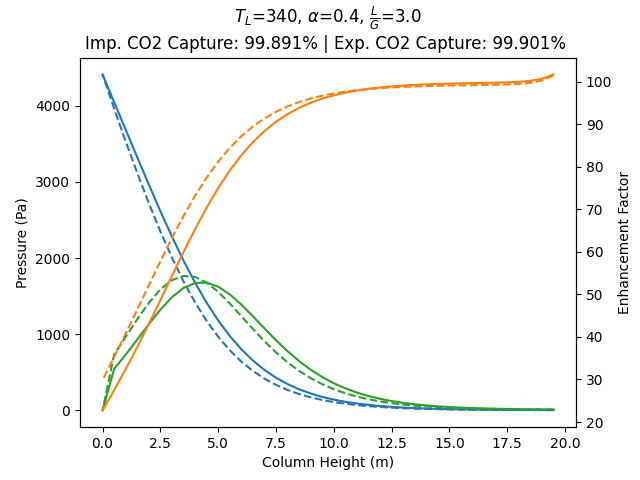 T_L=340, α=0.4, L/G=3.0
Imp. CO2 Capture: 99.891% | Exp. CO2 Capture: 99.901%
Pressure (Pa)
4000
3000
2000
1000
0
100
90
80
70
60
50
40
30
20
Enhancement Factor
0.0 2.5 5.0 7.5 10.0 12.5 15.0 17.5 20.0
Column Height (m)